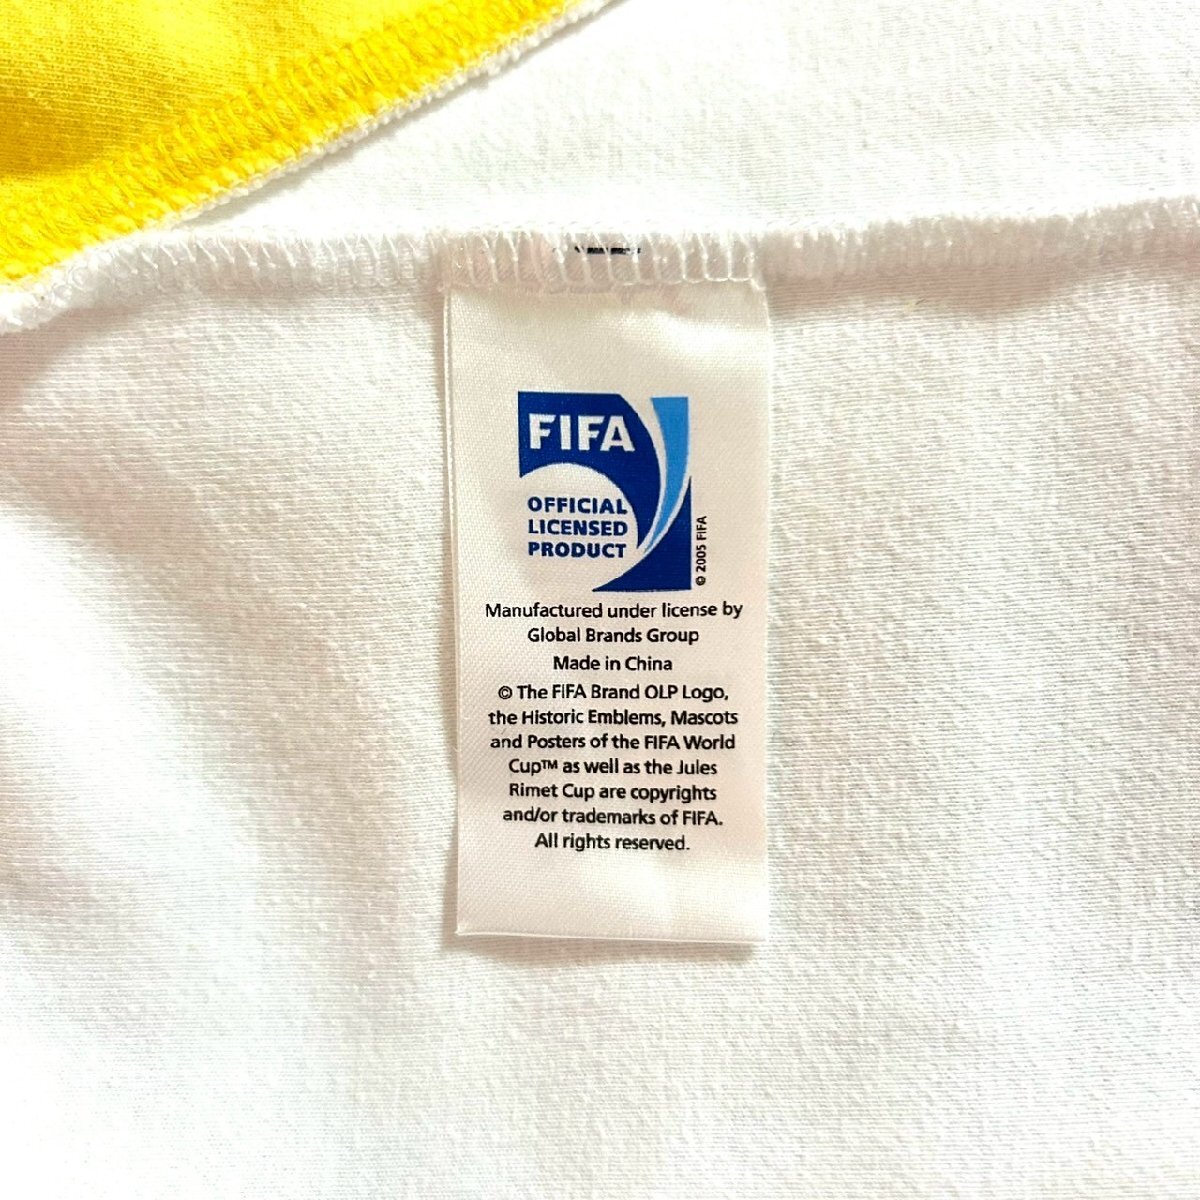 FIFA
OFFICIAL
LICENSED
PRODUCT
© 2005 FIFA
Manufactured under license by
Global Brands Group
Made in China
© The FIFA Brand OLP Logo,
the Historic Emblems, Mascots
and Posters of the FIFA World
Cup™ as well as the Jules
Rimet Cup are copyrights
and/or trademarks of FIFA.
All rights reserved.